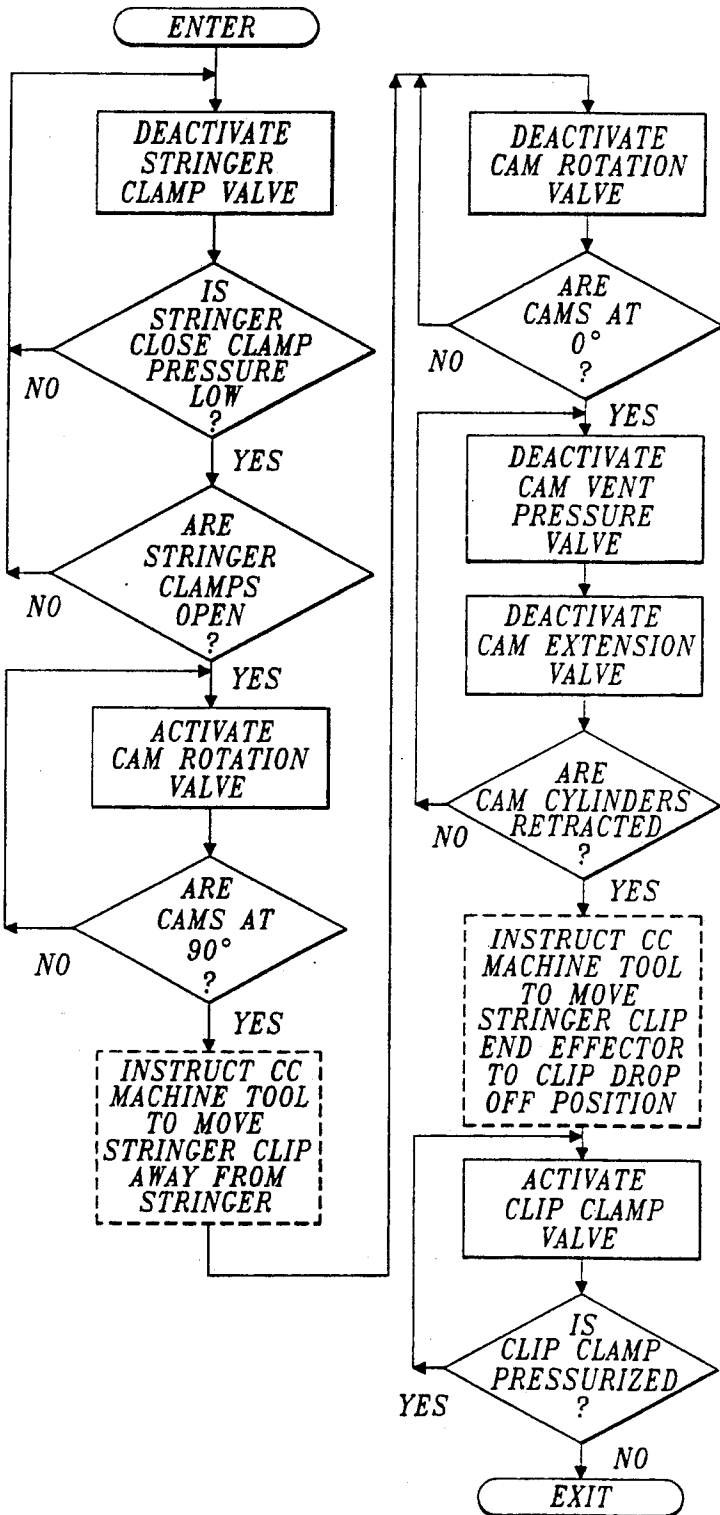 ENTER
DEACTIVATE
STRINGER
CLAMP VALVE
IS
STRINGER
CLOSE CLAMP
PRESSURE
LOW
?
NO
YES
ARE
STRINGER
CLAMPS
OPEN
?
NO
YES
ACTIVATE
CAM ROTATION
VALVE
ARE
CAMS AT
90°
?
NO
YES
INSTRUCT CC
MACHINE TOOL
TO MOVE
STRINGER CLIP
AWAY FROM
STRINGER
DEACTIVATE
CAM ROTATION
VALVE
ARE
CAMS AT
0°
?
NO
YES
DEACTIVATE
CAM VENT
PRESSURE
VALVE
DEACTIVATE
CAM EXTENSION
VALVE
ARE
CAM CYLINDERS
RETRACTED
?
NO
YES
INSTRUCT CC
MACHINE TOOL
TO MOVE
STRINGER CLIP
END EFFECTOR
TO CLIP DROP
OFF POSITION
ACTIVATE
CLIP CLAMP
VALVE
IS
CLIP CLAMP
PRESSURIZED
?
YES
NO
EXIT